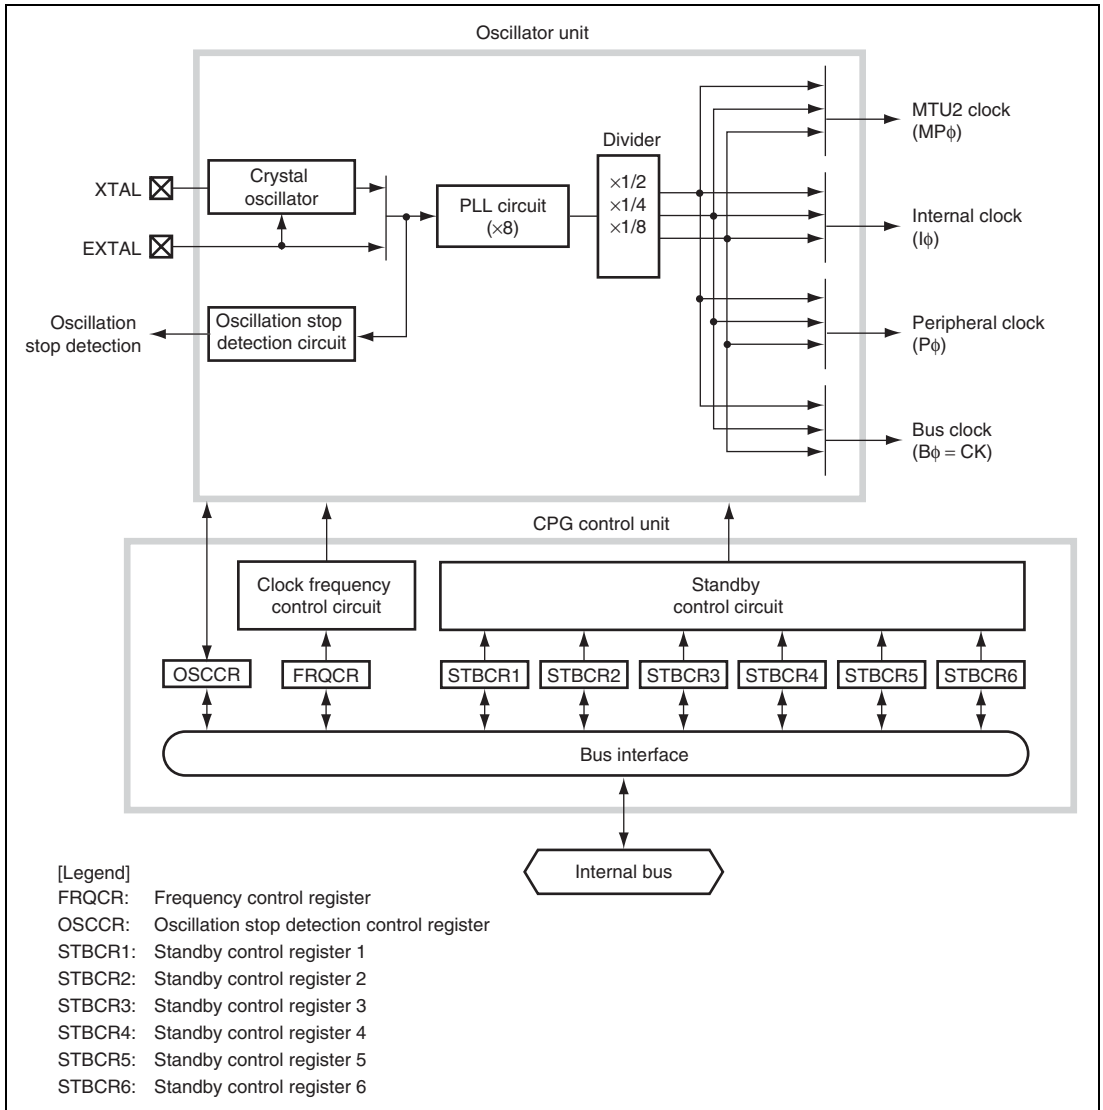 Oscillator unit
XTAL
EXTAL
Crystal
oscillator
PLL circuit
(×8)
Divider
×1/2
×1/4
×1/8
MTU2 clock
(MPϕ)
Internal clock
(Iϕ)
Peripheral clock
(Pϕ)
Bus clock
(Bϕ = CK)
Oscillation
stop detection
Oscillation stop
detection circuit
CPG control unit
Clock frequency
control circuit
Standby
control circuit
OSCCR
FRQCR
STBCR1
STBCR2
STBCR3
STBCR4
STBCR5
STBCR6
Bus interface
Internal bus
[Legend]
FRQCR: Frequency control register
OSCCR: Oscillation stop detection control register
STBCR1: Standby control register 1
STBCR2: Standby control register 2
STBCR3: Standby control register 3
STBCR4: Standby control register 4
STBCR5: Standby control register 5
STBCR6: Standby control register 6